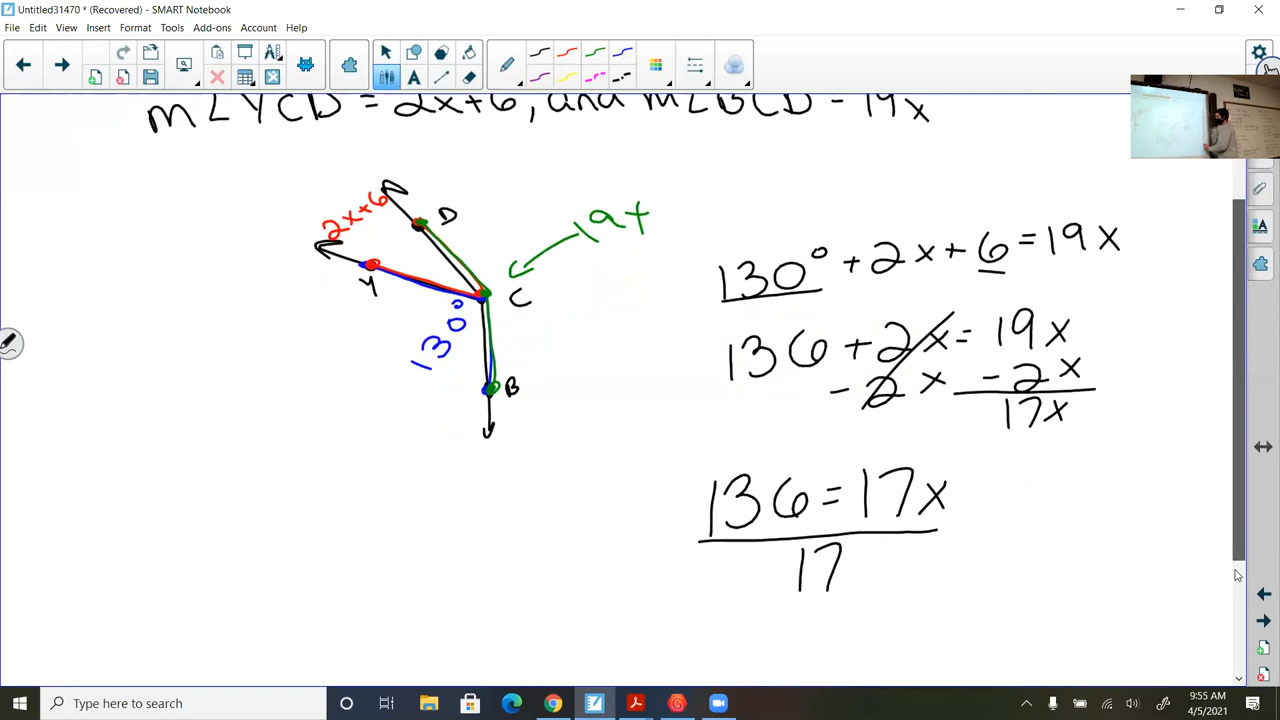 Untitled31470 * (Recovered) - SMART Notebook
File Edit View Insert Format Tools Add-ons Account Help
m∠YCD = 2x+6, and m∠BCD = 19x
2x+6
D
19x
Y
C
130°
B
130° + 2x + 6 = 19x
136 + 2x = 19x
- 2x - 2x
17x
136 = 17x
17
Type here to search
9:55 AM
4/5/2021